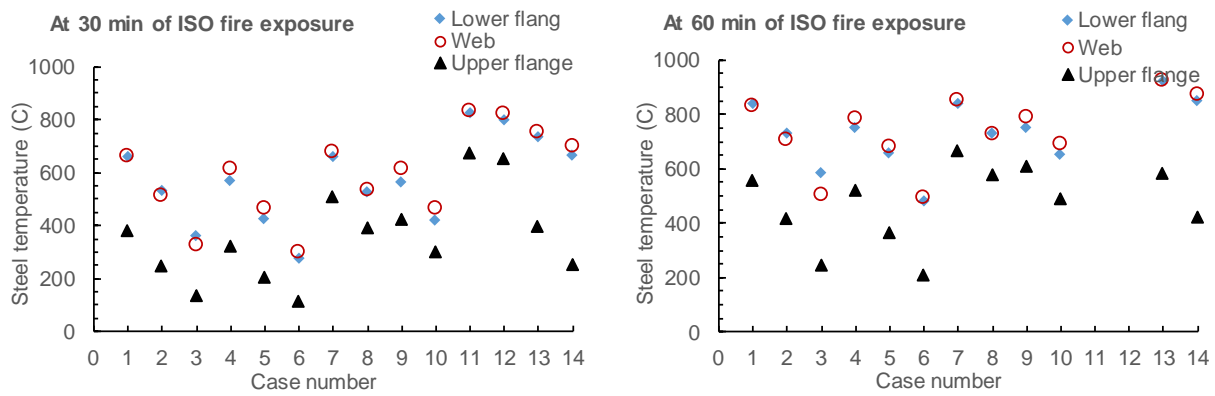 At 30 min of ISO fire exposure
Lower flang
Web
Upper flange
Steel temperature (C)
1000
800
600
400
200
0
0 1 2 3 4 5 6 7 8 9 10 11 12 13 14
Case number
At 60 min of ISO fire exposure
Lower flang
Web
Upper flange
Steel temperature (C)
1000
800
600
400
200
0
0 1 2 3 4 5 6 7 8 9 10 11 12 13 14
Case number